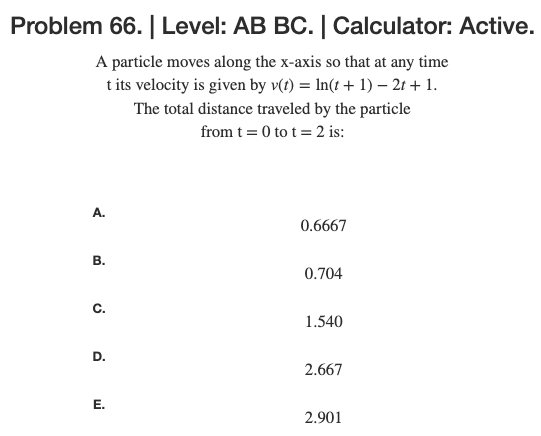 Problem 66. | Level: AB BC. | Calculator: Active.
A particle moves along the x-axis so that at any time
t its velocity is given by v(t) = ln(t + 1) − 2t + 1.
The total distance traveled by the particle
from t = 0 to t = 2 is:
A.
0.6667
B.
0.704
C.
1.540
D.
2.667
E.
2.901